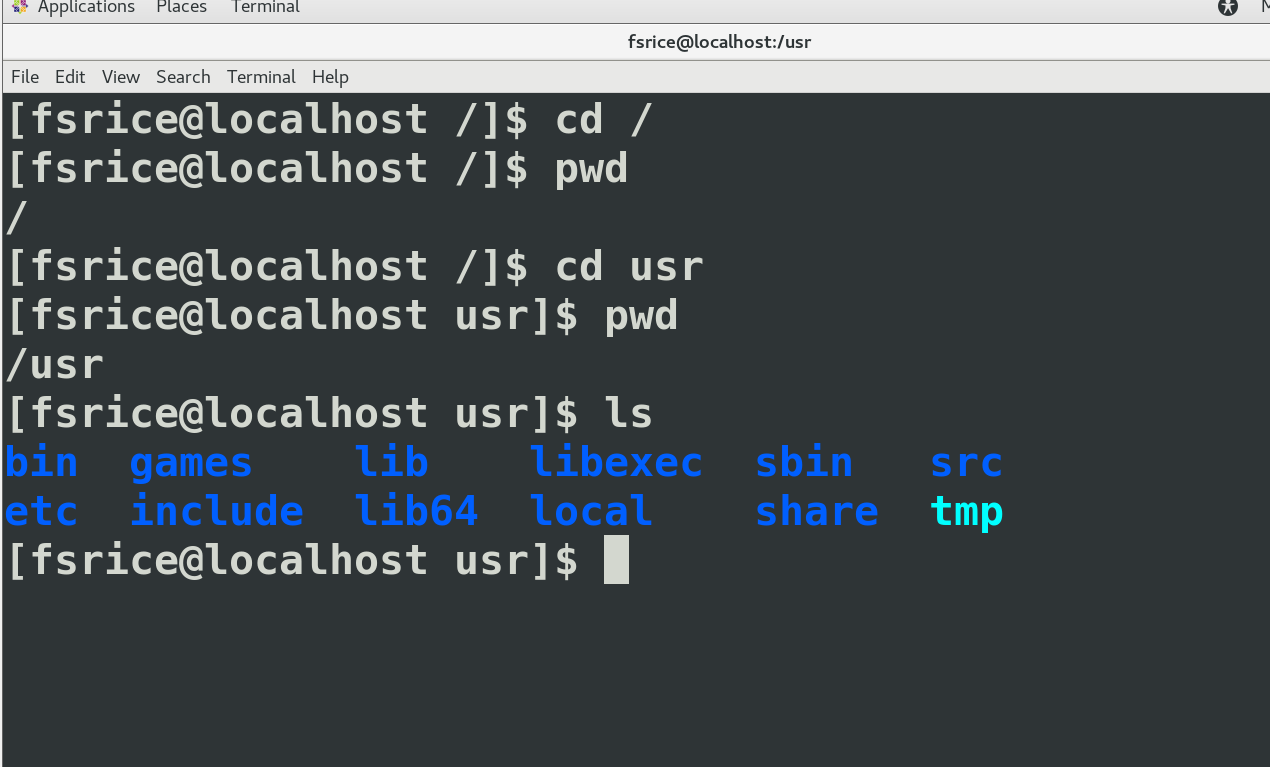 Applications Places Terminal
fsrice@localhost:/usr
File Edit View Search Terminal Help
[fsrice@localhost /]$ cd /
[fsrice@localhost /]$ pwd
/
[fsrice@localhost /]$ cd usr
[fsrice@localhost usr]$ pwd
/usr
[fsrice@localhost usr]$ ls
bin games lib libexec sbin src
etc include lib64 local share tmp
[fsrice@localhost usr]$